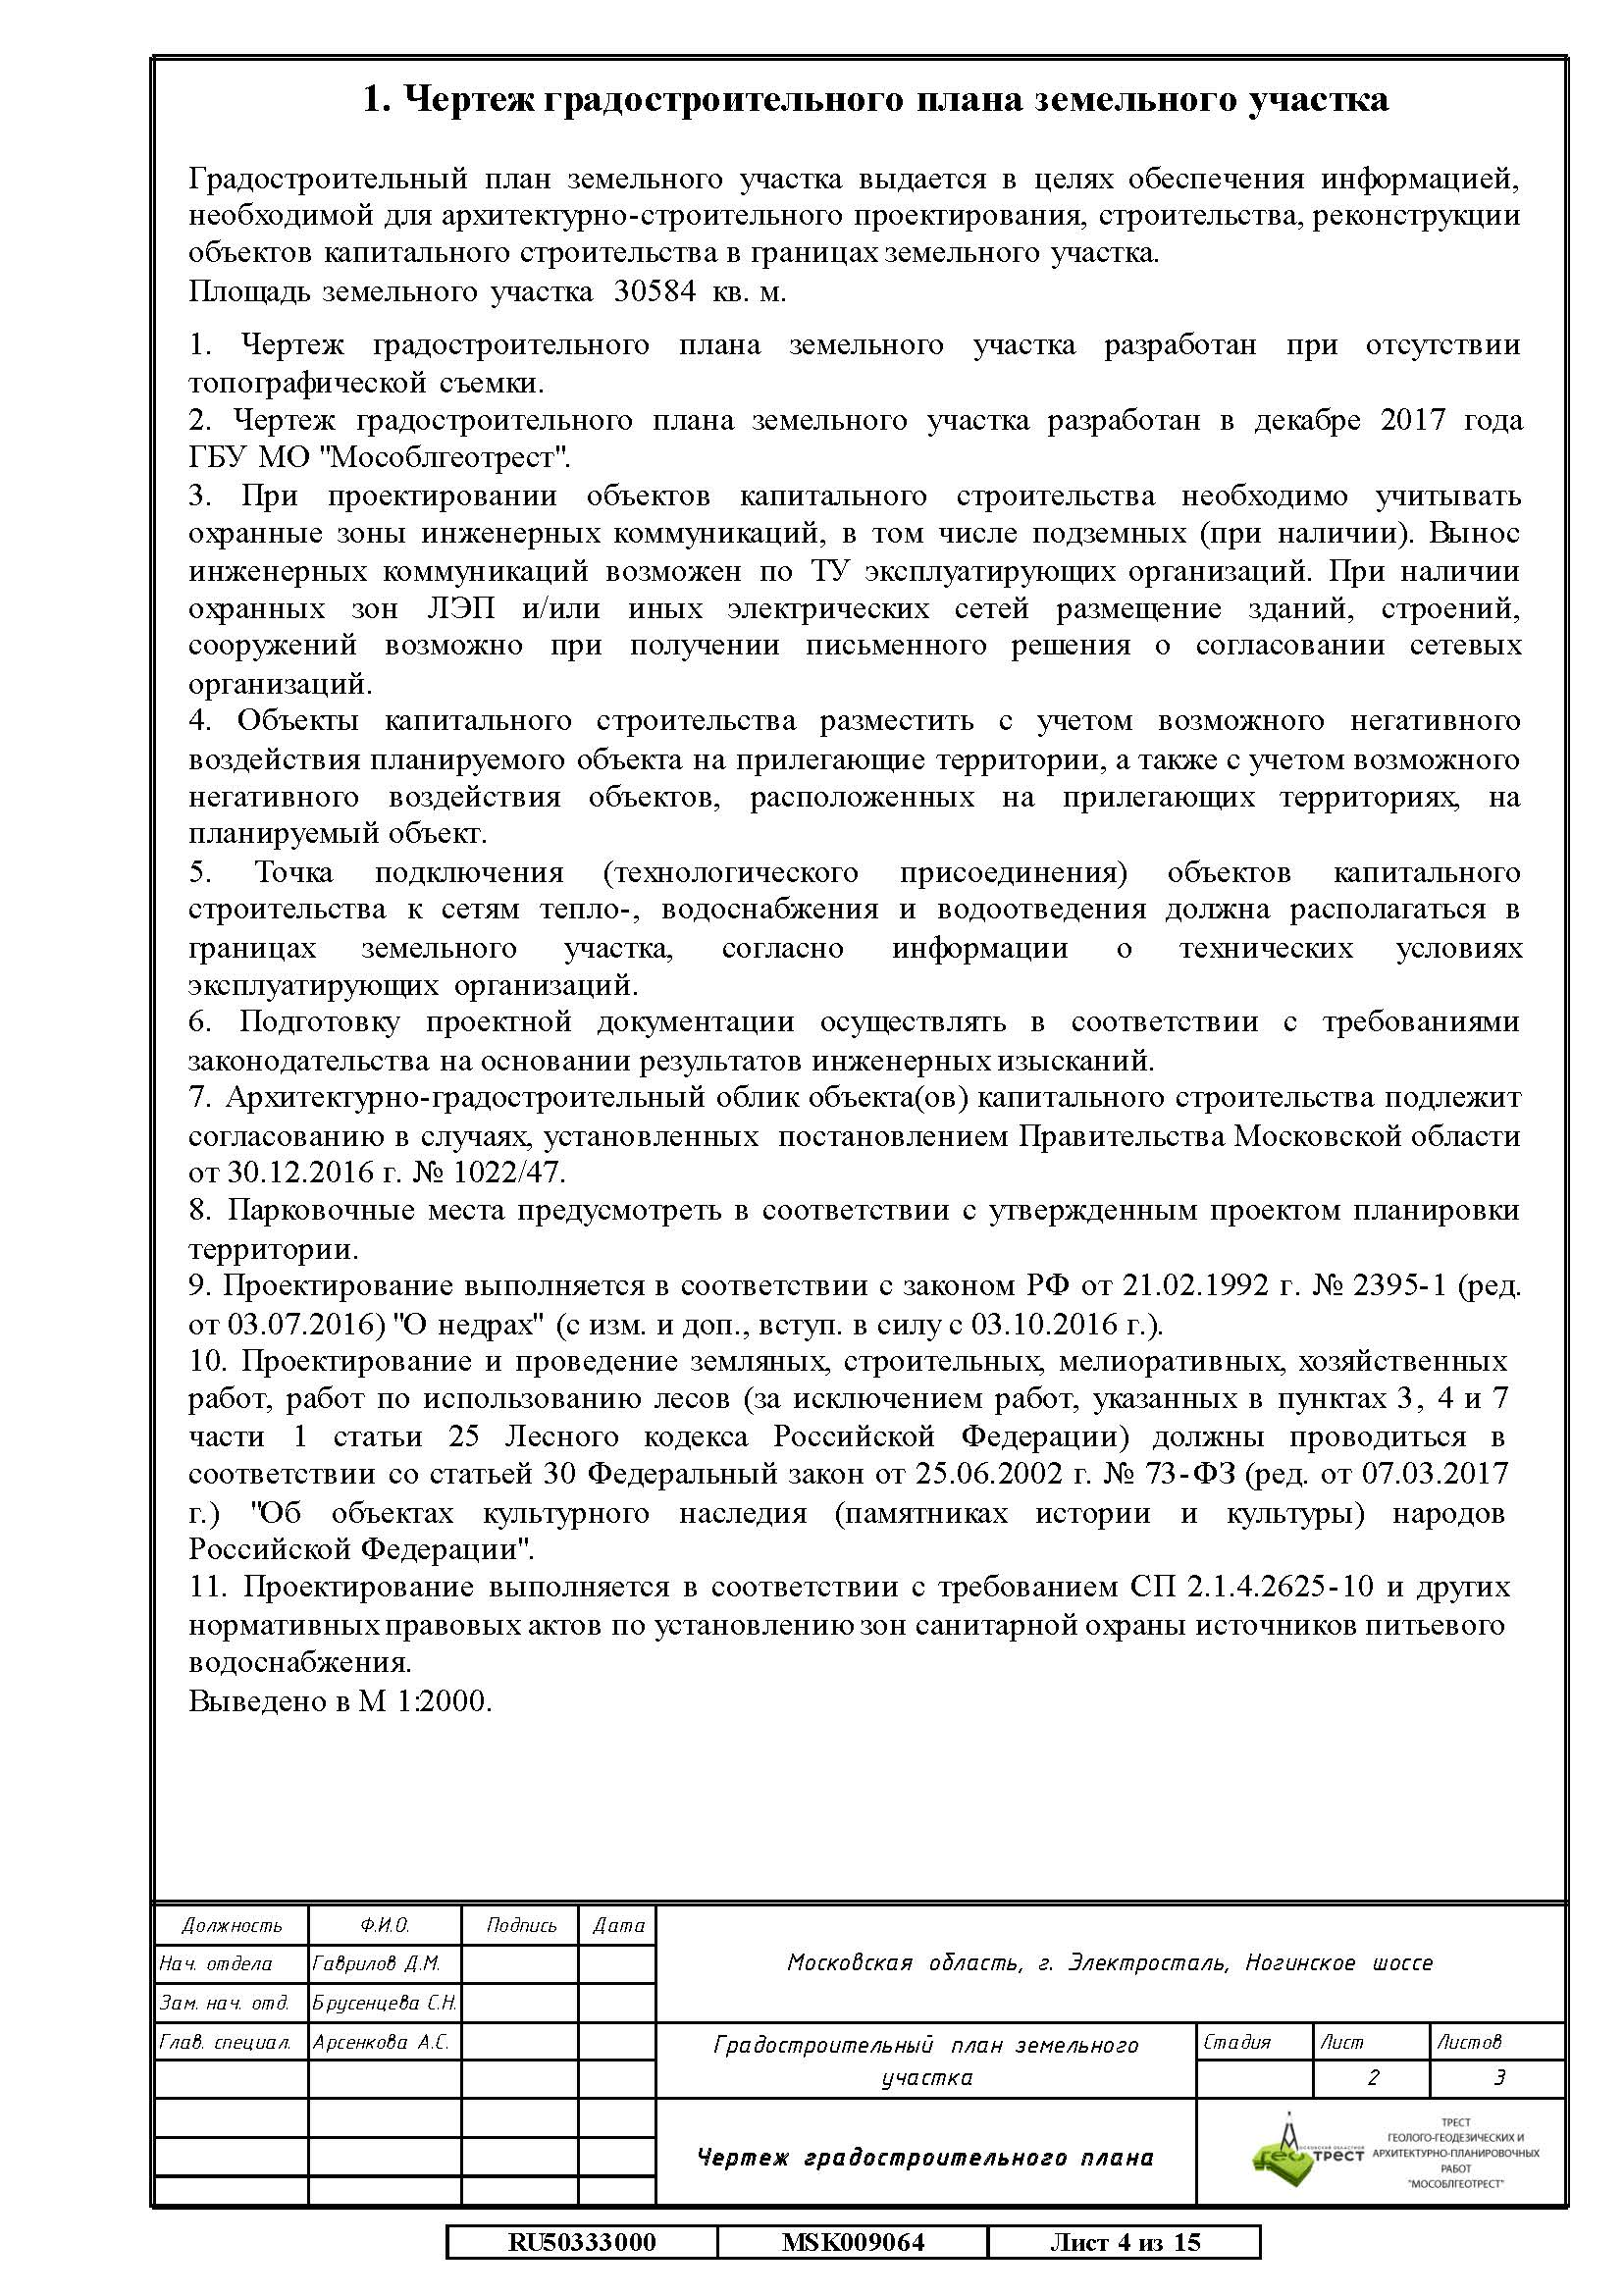 1. Чертеж градостроительного плана земельного участка
Градостроительный план земельного участка выдается в целях обеспечения информацией,
необходимой для архитектурно-строительного проектирования, строительства, реконструкции
объектов капитального строительства в границах земельного участка.
Площадь земельного участка 30584 кв. м.
1. Чертеж градостроительного плана земельного участка разработан при отсутствии
топографической съемки.
2. Чертеж градостроительного плана земельного участка разработан в декабре 2017 года
ГБУ МО "Мособлгеотрест".
3. При проектировании объектов капитального строительства необходимо учитывать
охранные зоны инженерных коммуникаций, в том числе подземных (при наличии). Вынос
инженерных коммуникаций возможен по ТУ эксплуатирующих организаций. При наличии
охранных зон ЛЭП и/или иных электрических сетей размещение зданий, строений,
сооружений возможно при получении письменного решения о согласовании сетевых
организаций.
4. Объекты капитального строительства разместить с учетом возможного негативного
воздействия планируемого объекта на прилегающие территории, а также с учетом возможного
негативного воздействия объектов, расположенных на прилегающих территориях, на
планируемый объект.
5. Точка подключения (технологического присоединения) объектов капитального
строительства к сетям тепло-, водоснабжения и водоотведения должна располагаться в
границах земельного участка, согласно информации о технических условиях
эксплуатирующих организаций.
6. Подготовку проектной документации осуществлять в соответствии с требованиями
законодательства на основании результатов инженерных изысканий.
7. Архитектурно-градостроительный облик объекта(ов) капитального строительства подлежит
согласованию в случаях, установленных постановлением Правительства Московской области
от 30.12.2016 г. № 1022/47.
8. Парковочные места предусмотреть в соответствии с утвержденным проектом планировки
территории.
9. Проектирование выполняется в соответствии с законом РФ от 21.02.1992 г. № 2395-1 (ред.
от 03.07.2016) "О недрах" (с изм. и доп., вступ. в силу с 03.10.2016 г.).
10. Проектирование и проведение земляных, строительных, мелиоративных, хозяйственных
работ, работ по использованию лесов (за исключением работ, указанных в пунктах 3, 4 и 7
части 1 статьи 25 Лесного кодекса Российской Федерации) должны проводиться в
соответствии со статьей 30 Федеральный закон от 25.06.2002 г. № 73-ФЗ (ред. от 07.03.2017
г.) "Об объектах культурного наследия (памятниках истории и культуры) народов
Российской Федерации".
11. Проектирование выполняется в соответствии с требованием СП 2.1.4.2625-10 и других
нормативных правовых актов по установлению зон санитарной охраны источников питьевого
водоснабжения.
Выведено в М 1:2000.
Должность Ф.И.О. Подпись Дата
Нач. отдела Гаврилов Д.М.
Зам. нач. отд. Брусенцева С.Н.
Глав. специал. Арсенкова А.С.
Московская область, г. Электросталь, Ногинское шоссе
Градостроительный план земельного
участка
Стадия Лист Листов
2 3
Чертеж градостроительного плана
МОСКОВСКИЙ ОБЛАСТНОЙ
ГЕОТРЕСТ
ТРЕСТ
ГЕОЛОГО-ГЕОДЕЗИЧЕСКИХ И
АРХИТЕКТУРНО-ПЛАНИРОВОЧНЫХ
РАБОТ
"МОСОБЛГЕОТРЕСТ"
RU50333000 MSK009064 Лист 4 из 15